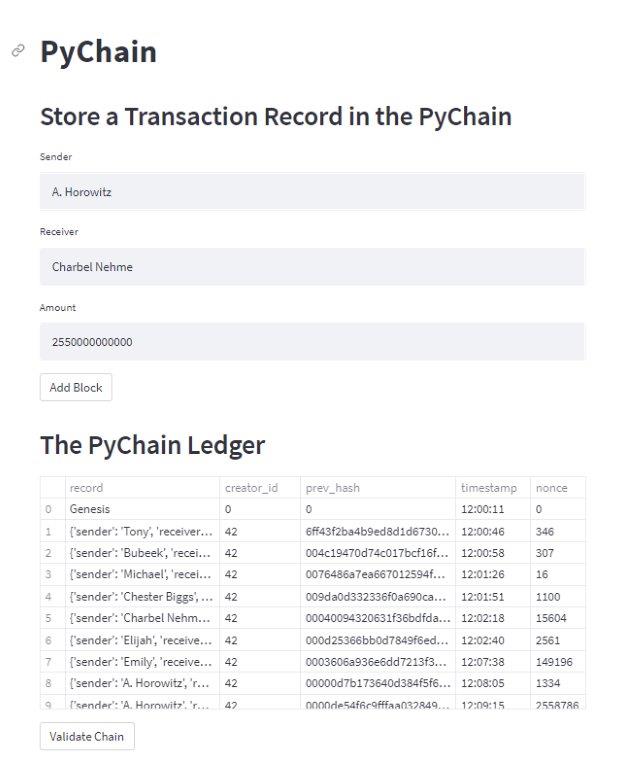 PyChain
Store a Transaction Record in the PyChain
Sender
A. Horowitz
Receiver
Charbel Nehme
Amount
2550000000000
Add Block
The PyChain Ledger
record creator_id prev_hash timestamp nonce
0 Genesis 0 0 12:00:11 0
1 {'sender': 'Tony', 'receiver... 42 6ff43f2ba4b9ed8d1d6730... 12:00:46 346
2 {'sender': 'Bubeek', 'recei... 42 004c19470d74c017bcf16f... 12:00:58 307
3 {'sender': 'Michael', 'recei... 42 0076486a7ea667012594f... 12:01:26 16
4 {'sender': 'Chester Biggs', ... 42 009da0d332336f0a690ca... 12:01:51 1100
5 {'sender': 'Charbel Nehm... 42 00040094320631f36bdfda... 12:02:18 15604
6 {'sender': 'Elijah', 'receive... 42 000d25366bb0d7849f6ed... 12:02:40 2561
7 {'sender': 'Emily', 'receive... 42 0003606a936e6dd7213f3... 12:07:38 149196
8 {'sender': 'A. Horowitz', 'r... 42 00000d7b173640d384f5f6... 12:08:05 1334
9 {'sender': 'A. Horowitz', 'r... 42 0000de54f6c9fffaa032849... 12:09:15 2558786
Validate Chain